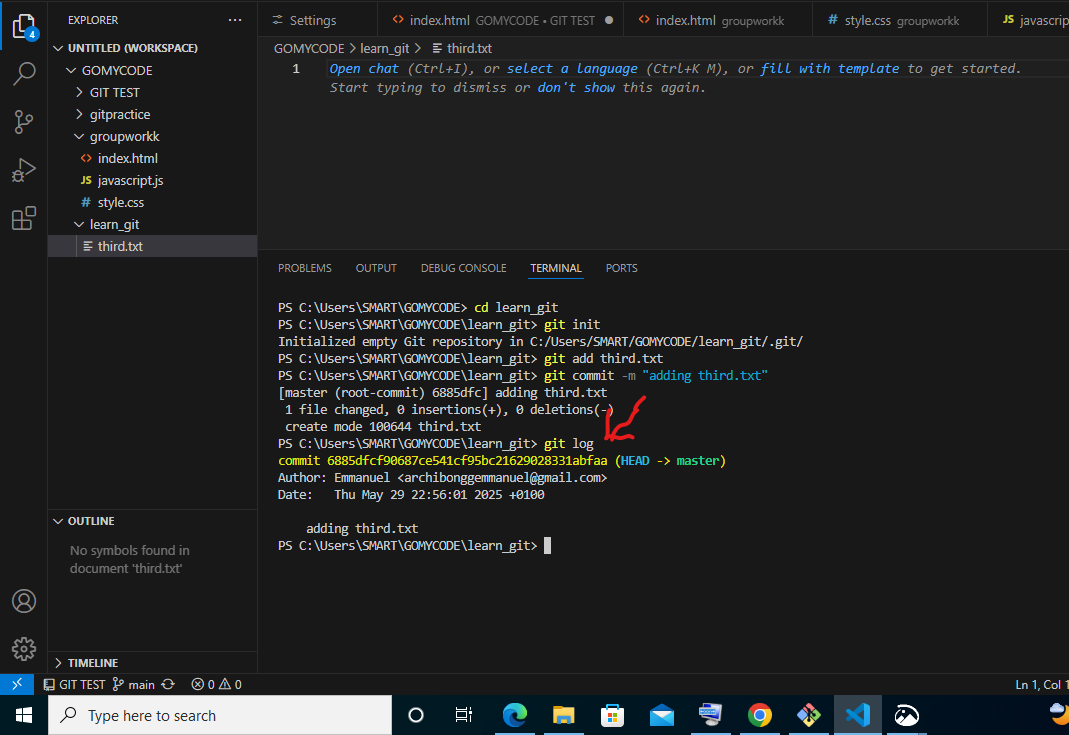 EXPLORER
Settings
index.html GOMYCODE • GIT TEST
index.html groupworkk
# style.css groupworkk
JS javascrip
4
UNTITLED (WORKSPACE)
GOMYCODE
GIT TEST
gitpractice
groupworkk
<> index.html
JS javascript.js
# style.css
learn_git
third.txt
GOMYCODE > learn_git > third.txt
1
Open chat (Ctrl+I), or select a language (Ctrl+K M), or fill with template to get started.
Start typing to dismiss or don't show this again.
PROBLEMS OUTPUT DEBUG CONSOLE TERMINAL PORTS
PS C:\Users\SMART\GOMYCODE> cd learn_git
PS C:\Users\SMART\GOMYCODE\learn_git> git init
Initialized empty Git repository in C:/Users/SMART/GOMYCODE/learn_git/.git/
PS C:\Users\SMART\GOMYCODE\learn_git> git add third.txt
PS C:\Users\SMART\GOMYCODE\learn_git> git commit -m "adding third.txt"
[master (root-commit) 6885dfc] adding third.txt
1 file changed, 0 insertions(+), 0 deletions(-)
create mode 100644 third.txt
PS C:\Users\SMART\GOMYCODE\learn_git> git log
commit 6885dfcf90687ce541cf95bc21629028331abfaa (HEAD -> master)
Author: Emmanuel <archibonggemmanuel@gmail.com>
Date: Thu May 29 22:56:01 2025 +0100
adding third.txt
PS C:\Users\SMART\GOMYCODE\learn_git>
OUTLINE
No symbols found in
document 'third.txt'
TIMELINE
GIT TEST main 0 0
Ln 1, Col 1
Type here to search